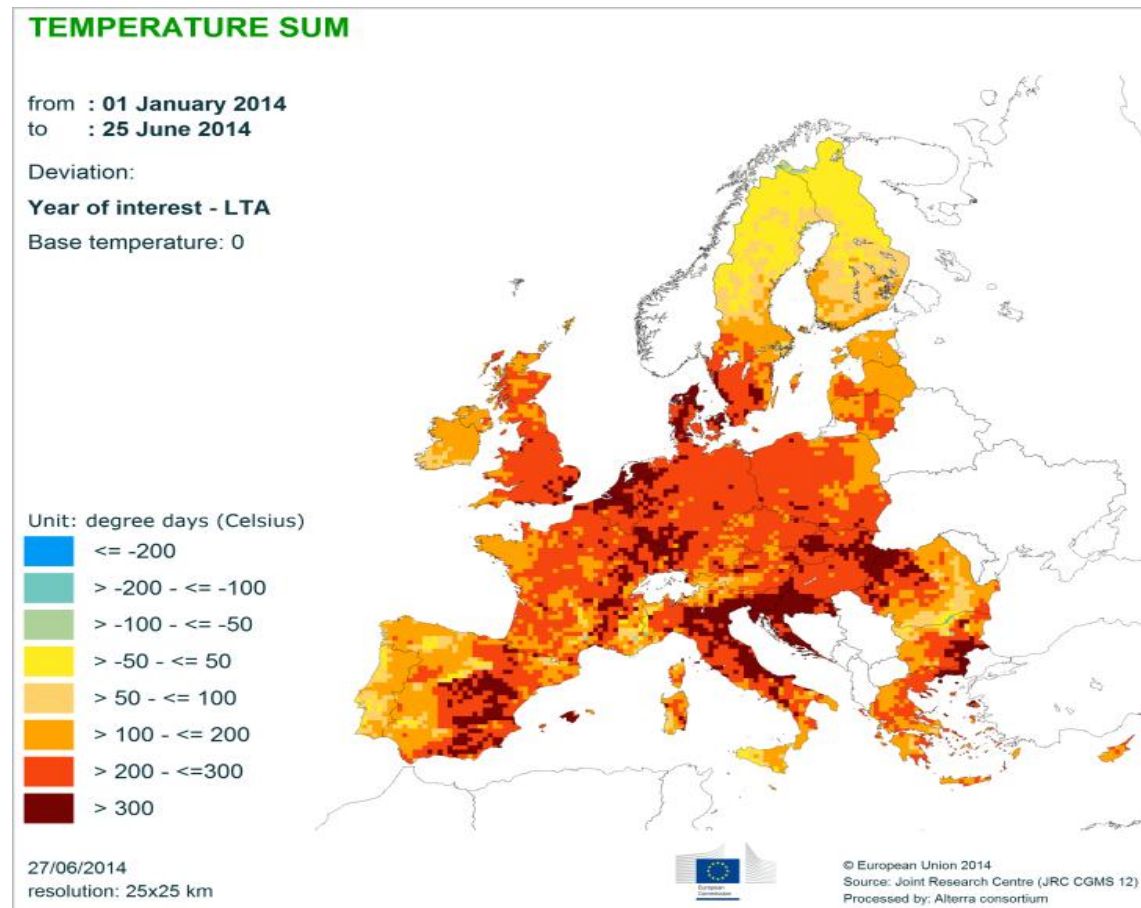 TEMPERATURE SUM
from : 01 January 2014
to : 25 June 2014
Deviation:
Year of interest - LTA
Base temperature: 0
Unit: degree days (Celsius)
<= -200
> -200 - <= -100
> -100 - <= -50
> -50 - <= 50
> 50 - <= 100
> 100 - <= 200
> 200 - <=300
> 300
27/06/2014
resolution: 25x25 km
European
Commission
© European Union 2014
Source: Joint Research Centre (JRC CGMS 12)
Processed by: Alterra consortium